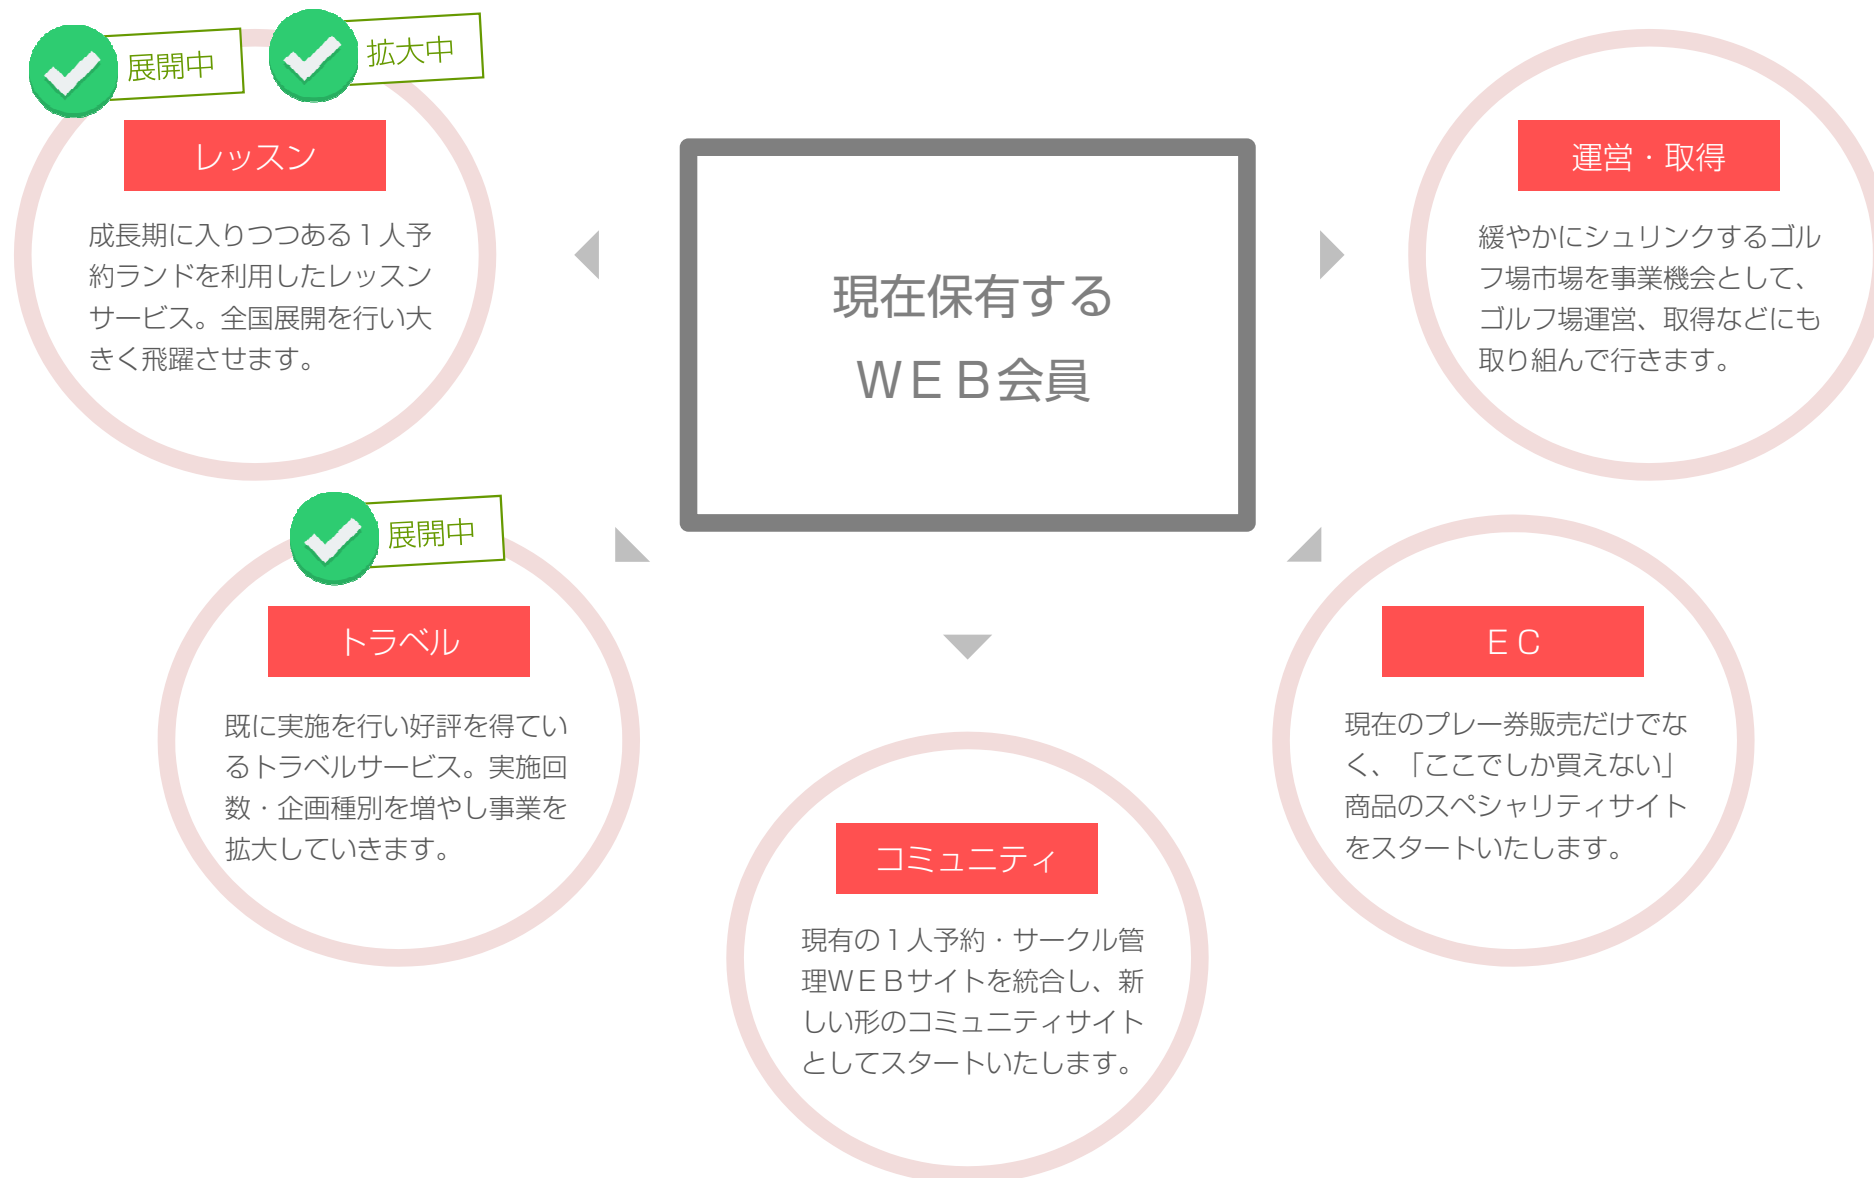 展開中
拡大中
レッスン
成長期に入りつつある１人予
約ランドを利用したレッスン
サービス。全国展開を行い大
きく飛躍させます。
現在保有する
ＷＥＢ会員
運営・取得
緩やかにシュリンクするゴル
フ場市場を事業機会として、
ゴルフ場運営、取得などにも
取り組んで行きます。
展開中
トラベル
既に実施を行い好評を得てい
るトラベルサービス。実施回
数・企画種別を増やし事業を
拡大していきます。
コミュニティ
現有の１人予約・サークル管
理ＷＥＢサイトを統合し、新
しい形のコミュニティサイト
としてスタートいたします。
ＥＣ
現在のプレー券販売だけでな
く、「ここでしか買えない」
商品のスペシャリティサイト
をスタートいたします。